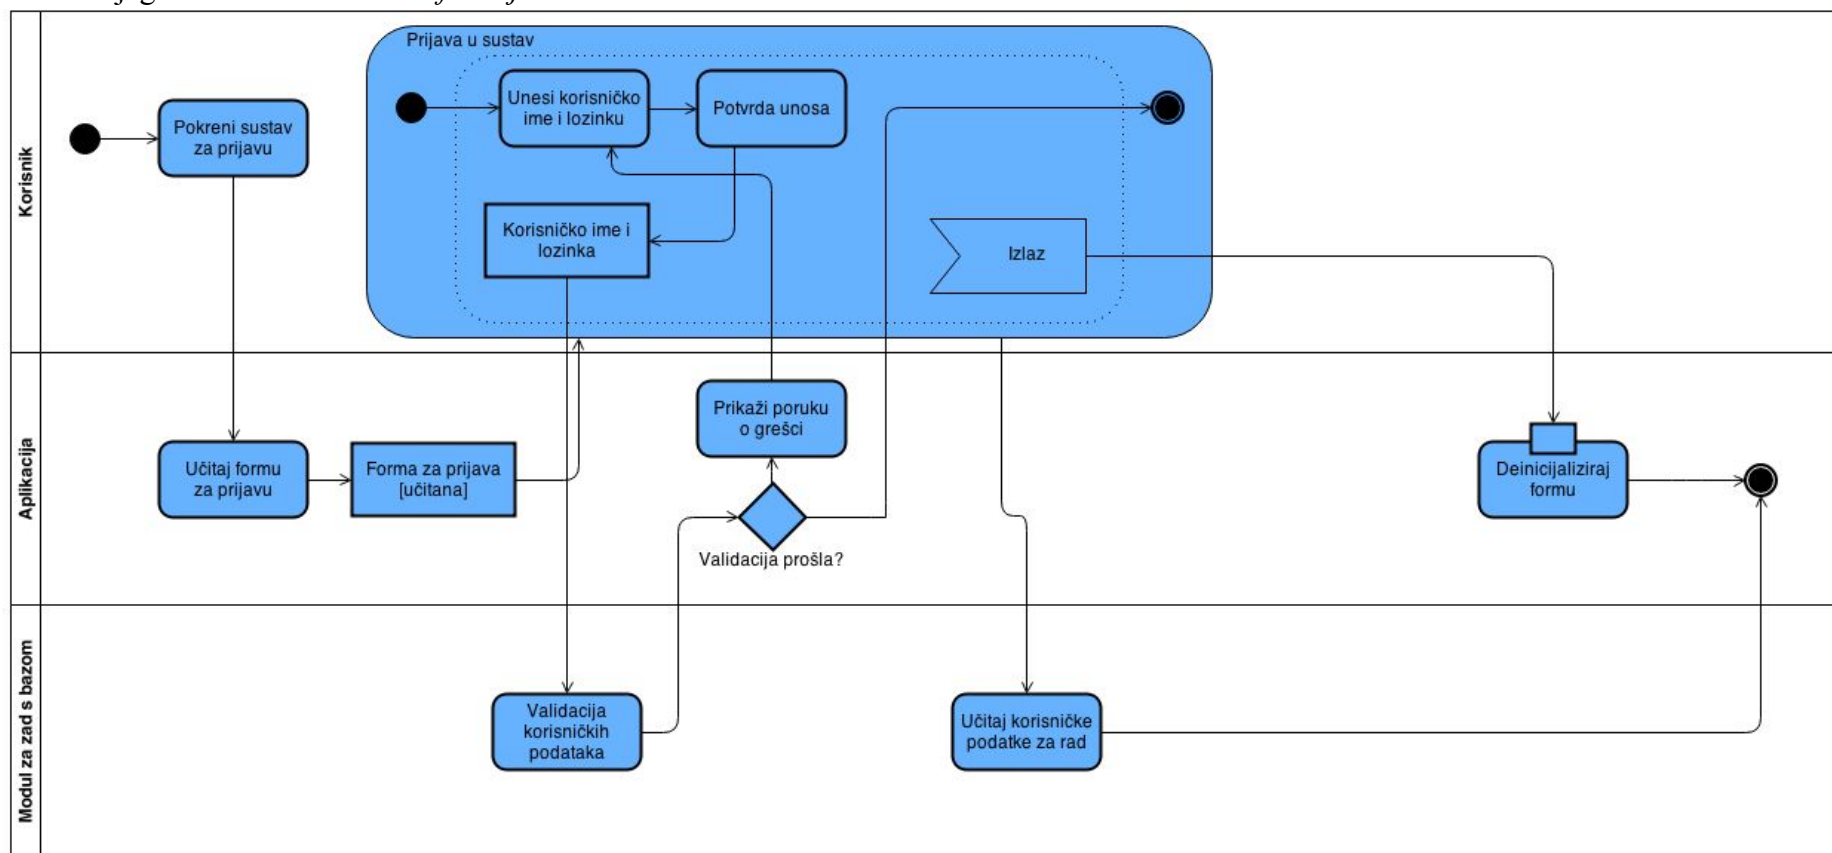 Prijava u sustav
Korisnik
Pokreni sustav
za prijavu
Unesi korisničko
ime i lozinku
Potvrda unosa
Korisničko ime i
lozinka
Izlaz
Aplikacija
Učitaj formu
za prijavu
Forma za prijava
[učitana]
Prikaži poruku
o grešci
Validacija prošla?
Deinicijaliziraj
formu
Modul za zad s bazom
Validacija
korisničkih
podataka
Učitaj korisničke
podatke za rad